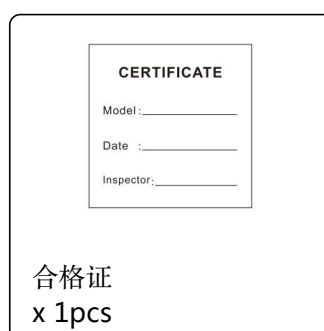 CERTIFICATE
Model:
Date :
Inspector:
合格证
x 1pcs